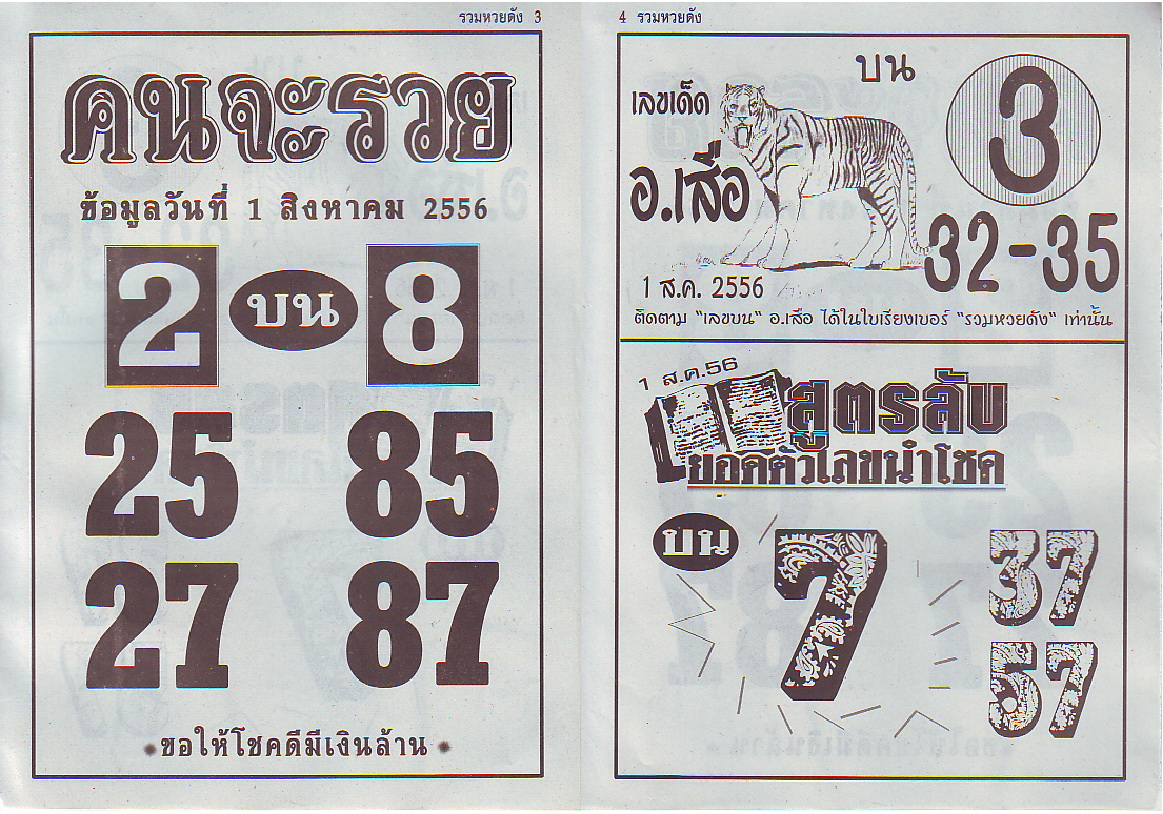 รวมหวยดัง 3
คนจะรวย
ข้อมูลวันที่ 1 สิงหาคม 2556
2 บน 8
25 85
27 87
ขอให้โชคดีมีเงินล้าน
4 รวมหวยดัง
บน
เลขเด็ด
3
อ.เสือ
32-35
1 ส.ค. 2556
ติดตาม "เลขบน" อ.เสือ ได้ในใบเรียงเบอร์ "รวมหวยดัง" เท่านั้น
1 ส.ค.56
สูตรลับ
ยอดตัวเลขนำโชค
บน
7
37
57